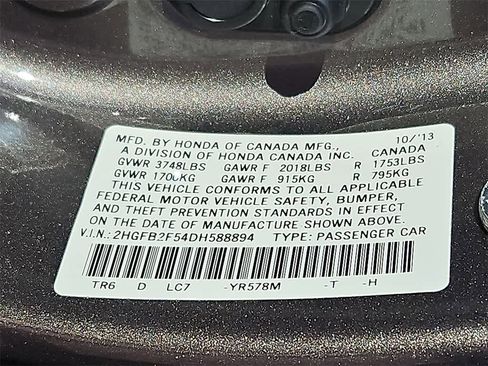 MFD. BY HONDA OF CANADA MFG., 10/'13
A DIVISION OF HONDA CANADA INC. CANADA
GVWR 3748LBS GAWR F 2018LBS R 1753LBS
GVWR 1700KG GAWR F 915KG R 795KG
THIS VEHICLE CONFORMS TO ALL APPLICABLE
FEDERAL MOTOR VEHICLE SAFETY, BUMPER,
AND THEFT PREVENTION STANDARDS IN EFFECT
ON THE DATE OF MANUFACTURE SHOWN ABOVE.
V.I.N.: 2HGFB2F54DH588894 TYPE: PASSENGER CAR
TR6 D LC7 -YR578M -T -H